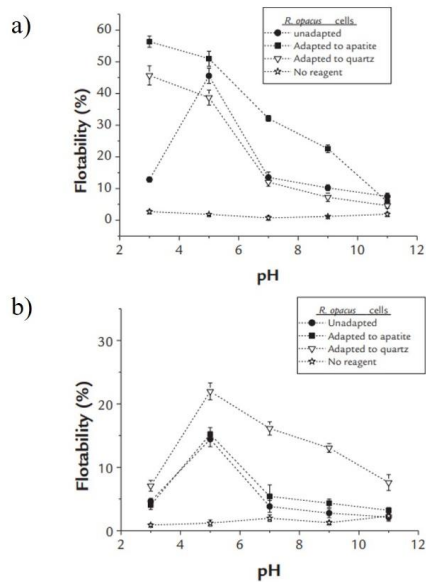 a)
R. opacus cells
unadapted
Adapted to apatite
Adapted to quartz
No reagent
60
50
40
30
20
10
0
Flotability (%)
2 4 6 8 10 12
pH
b)
R. opacus cells
Unadapted
Adapted to apatite
Adapted to quartz
No reagent
30
20
10
0
Flotability (%)
2 4 6 8 10 12
pH